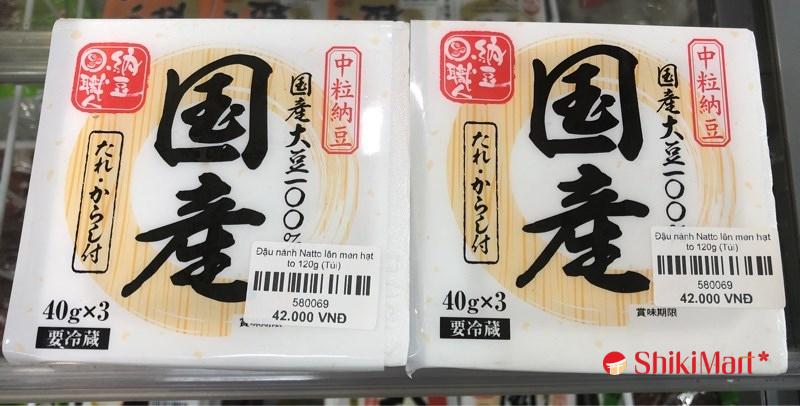 納豆
職人
国産
中粒納豆
国産大豆一〇〇%
たれ・からし付
40g×3
要冷蔵
Đậu nành Natto lên men hạt
to 120g (Túi)
580069
42.000 VNĐ
納豆
職人
国産
中粒納豆
国産大豆一〇〇%
たれ・からし付
40g×3
要冷蔵
賞味期限
Đậu nành Natto lên men hạt
to 120g (Túi)
580069
42.000 VNĐ
ShikiMart*